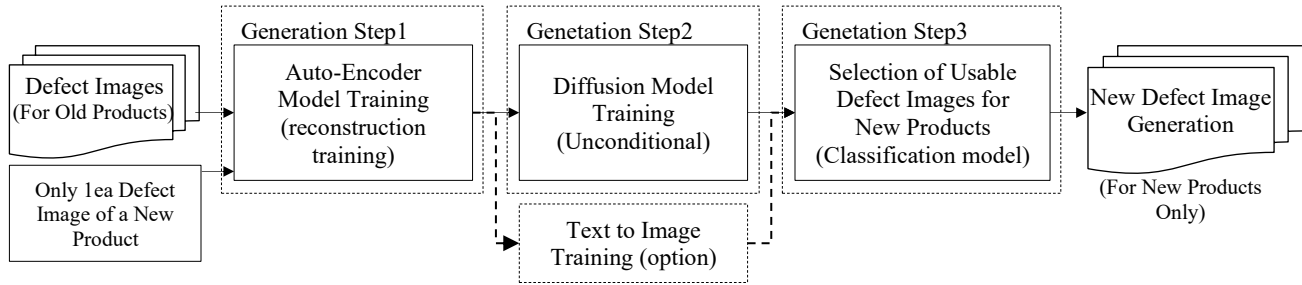 Defect Images
(For Old Products)
Only 1ea Defect
Image of a New
Product
Generation Step1
Auto-Encoder
Model Training
(reconstruction
training)
Genetation Step2
Diffusion Model
Training
(Unconditional)
Text to Image
Training (option)
Genetation Step3
Selection of Usable
Defect Images for
New Products
(Classification model)
New Defect Image
Generation
(For New Products
Only)